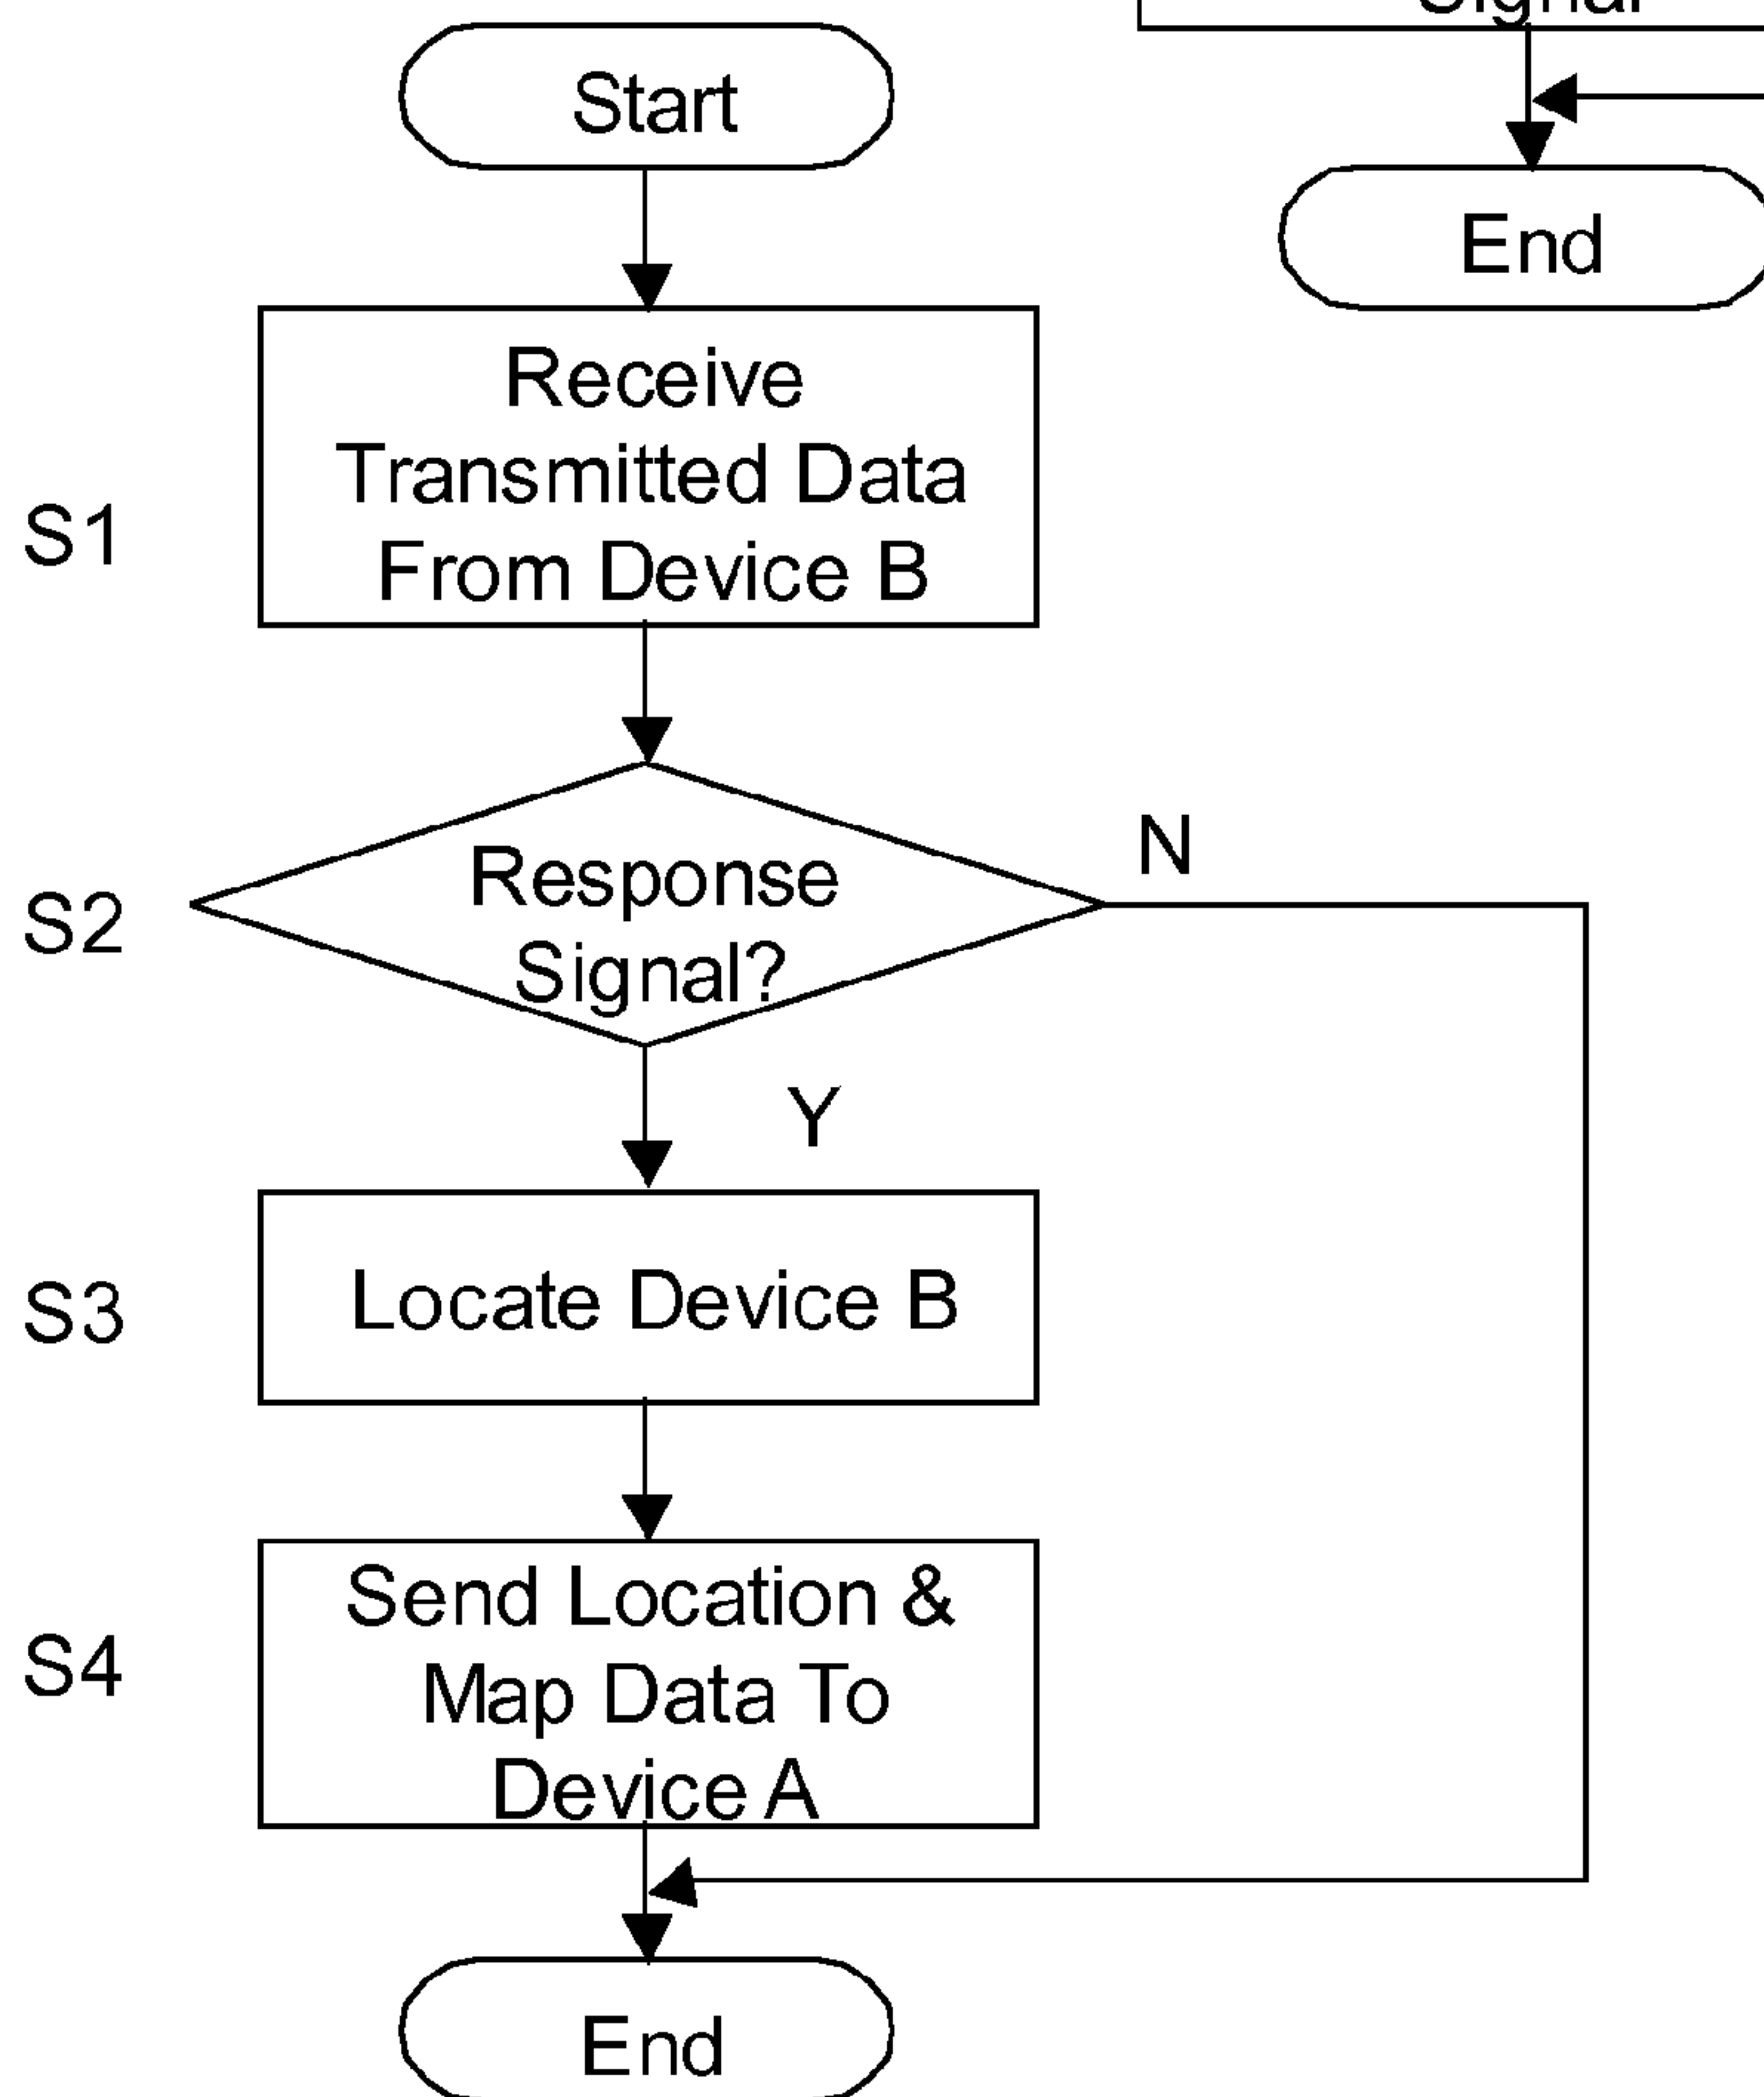 Signal
End
Start
Receive
Transmitted Data
From Device B
S1
Response
Signal?
S2
N
Y
Locate Device B
S3
Send Location &
Map Data To
Device A
S4
End